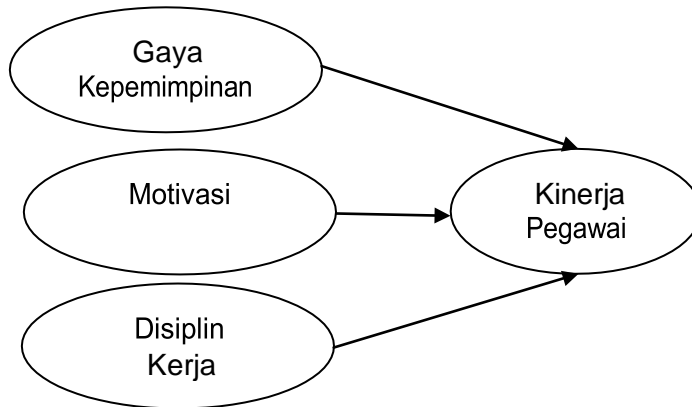 Gaya
Kepemimpinan
Motivasi
Kinerja
Pegawai
Disiplin
Kerja